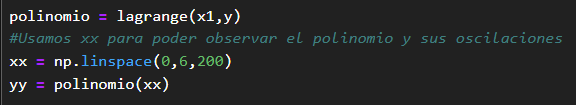 polinomio = lagrange(x1,y)
#Usamos xx para poder observar el polinomio y sus oscilaciones
xx = np.linspace(0,6,200)
yy = polinomio(xx)